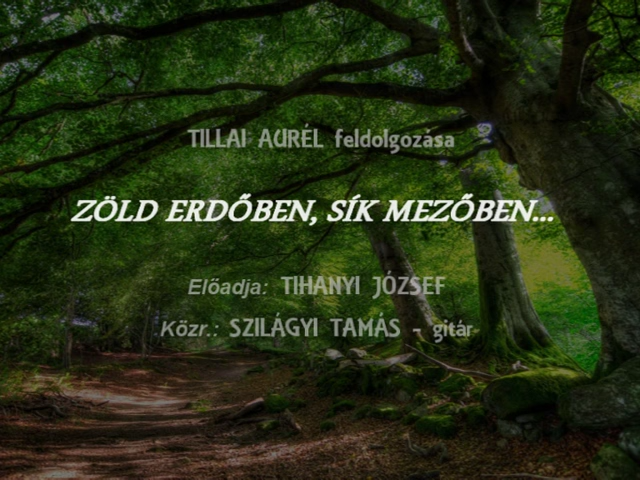 TILLAI AURÉL feldolgozása
ZÖLD ERDŐBEN, SÍK MEZŐBEN...
Előadja: TIHANYI JÓZSEF
Közr.: SZILÁGYI TAMÁS - gitár